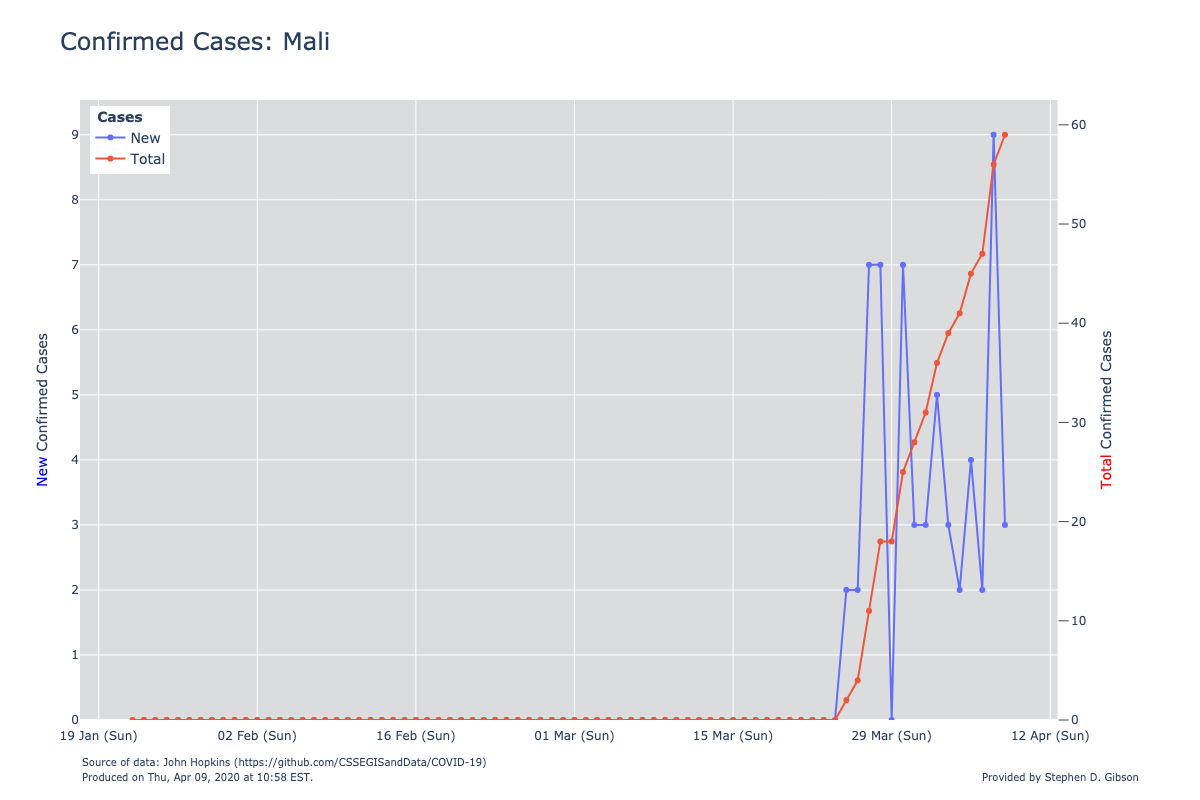 Confirmed Cases: Mali
Cases
New
Total
9
8
7
6
5
4
3
2
1
0
New Confirmed Cases
60
50
40
30
20
10
0
Total Confirmed Cases
19 Jan (Sun) 02 Feb (Sun) 16 Feb (Sun) 01 Mar (Sun) 15 Mar (Sun) 29 Mar (Sun) 12 Apr (Sun)
Source of data: John Hopkins (https://github.com/CSSEGISandData/COVID-19)
Produced on Thu, Apr 09, 2020 at 10:58 EST.
Provided by Stephen D. Gibson